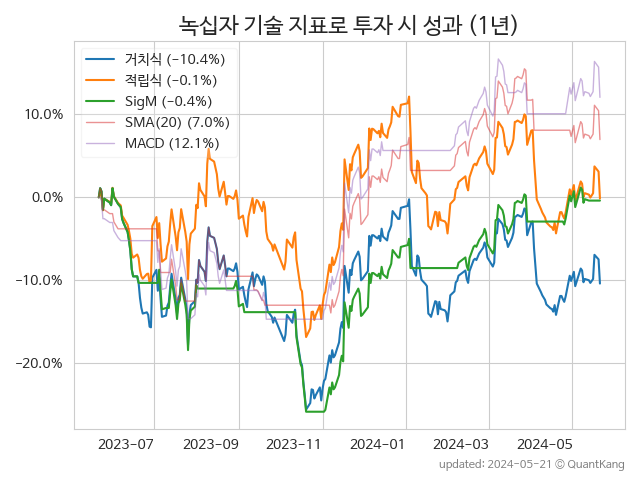 녹십자 기술 지표로 투자 시 성과 (1년)
거치식 (−10.4%)
적립식 (−0.1%)
SigM (−0.4%)
SMA(20) (7.0%)
MACD (12.1%)
10.0%
0.0%
−10.0%
−20.0%
2023-07 2023-09 2023-11 2024-01 2024-03 2024-05
updated: 2024-05-21 ⓒ QuantKang